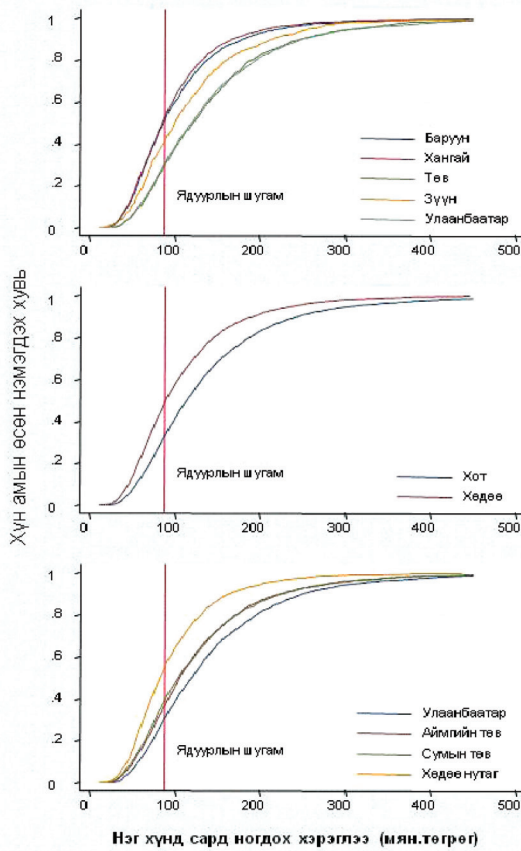 Хүн амын өсөн нэмэгдэх хувь
1
.8
.6
.4
.2
0
Ядуурлын шугам
Баруун
Хангай
Төв
Зүүн
Улаанбаатар
0 100 200 300 400 500
1
.8
.6
.4
.2
0
Ядуурлын шугам
Хот
Хөдөө
0 100 200 300 400 500
1
.8
.6
.4
.2
0
Ядуурлын шугам
Улаанбаатар
Аймгийн төв
Сумын төв
Хөдөө нутаг
0 100 200 300 400 500
Нэг хүнд сард ногдох хэрэглээ (мян.төгрөг)